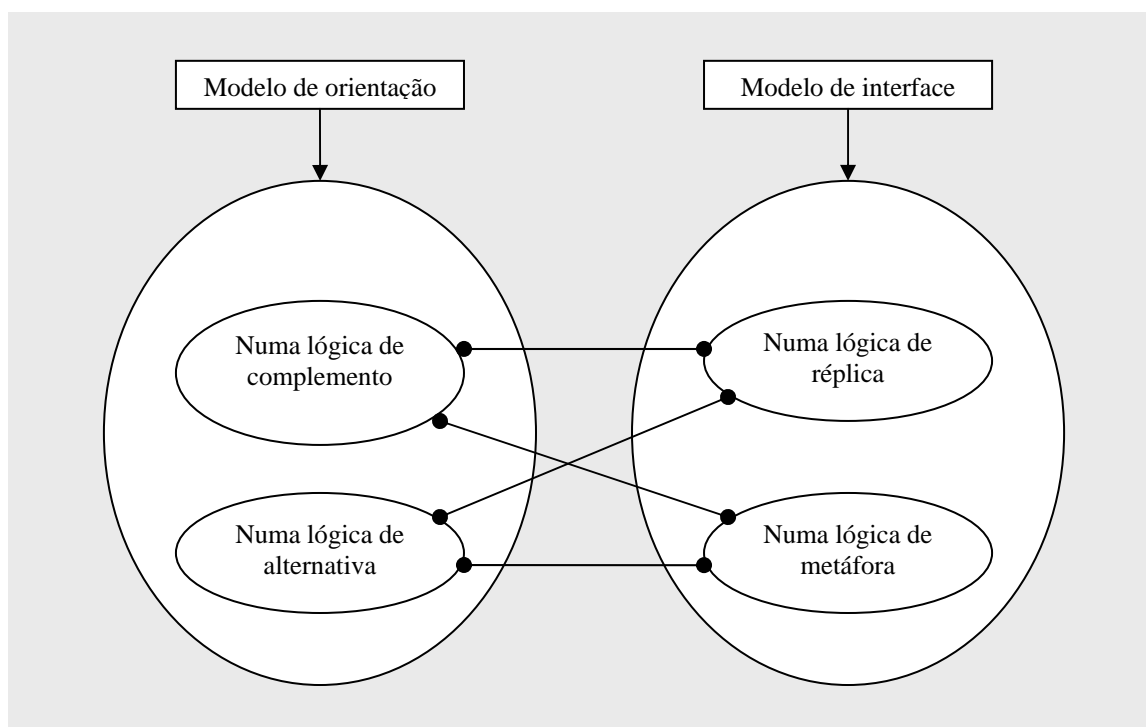 Modelo de orientação
Modelo de interface
Numa lógica de
complemento
Numa lógica de
réplica
Numa lógica de
alternativa
Numa lógica de
metáfora